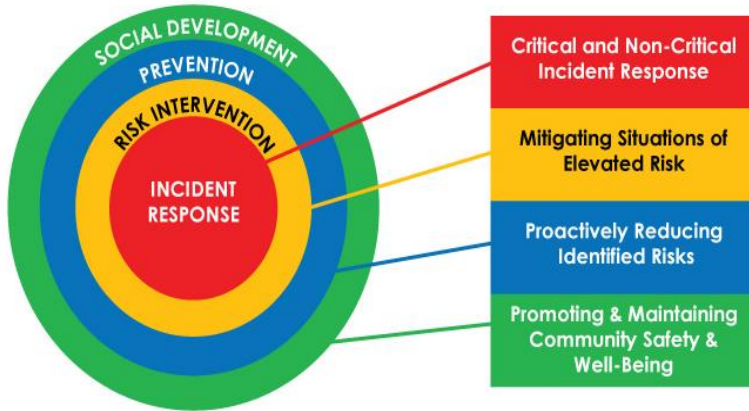 SOCIAL DEVELOPMENT
PREVENTION
RISK INTERVENTION
INCIDENT
RESPONSE
Critical and Non-Critical
Incident Response
Mitigating Situations of
Elevated Risk
Proactively Reducing
Identified Risks
Promoting & Maintaining
Community Safety &
Well-Being